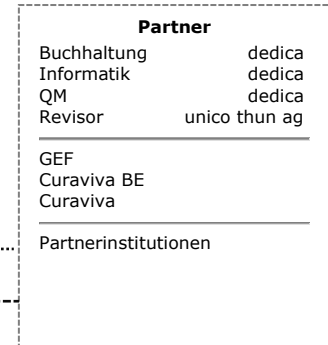 Partner
Buchhaltung dedica
Informatik dedica
QM dedica
Revisor unico thun ag
GEF
Curaviva BE
Curaviva
Partnerinstitutionen